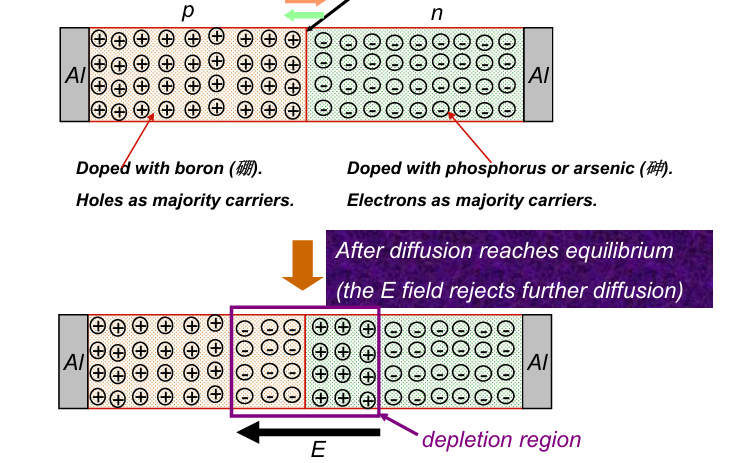 p
n
Al
Al
Doped with boron (硼).
Holes as majority carriers.
Doped with phosphorus or arsenic (砷).
Electrons as majority carriers.
After diffusion reaches equilibrium
(the E field rejects further diffusion)
Al
Al
E
depletion region